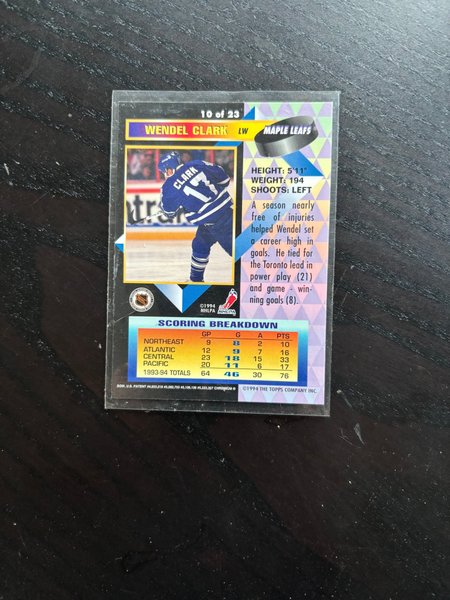 10 of 23
WENDEL CLARK LW MAPLE LEAFS
CLARK
17
HEIGHT: 5'11"
WEIGHT: 194
SHOOTS: LEFT
A season nearly
free of injuries
helped Wendel set
a career high in
goals. He tied for
the Toronto lead in
power play (21)
and game - win-
ning goals (8).
©1994
NHLPA
SCORING BREAKDOWN
GP G A PTS
NORTHEAST 9 8 2 10
ATLANTIC 12 9 7 16
CENTRAL 23 18 15 33
PACIFIC 20 11 6 17
1993-94 TOTALS 64 46 30 76
©1994 THE TOPPS COMPANY INC.